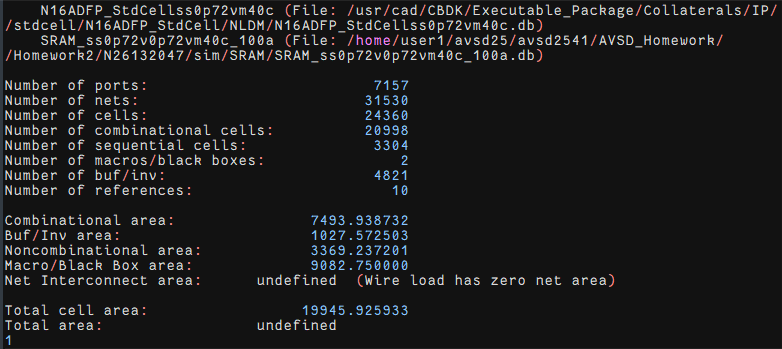 N16ADFP_StdCellss0p72vm40c (File: /usr/cad/CBDK/Executable_Package/Collaterals/IP/
/stdcell/N16ADFP_StdCell/NLDM/N16ADFP_StdCellss0p72vm40c.db)
SRAM_ss0p72v0p72vm40c_100a (File: /home/user1/avsd25/avsd2541/AVSD_Homework/
/Homework2/N26132047/sim/SRAM/SRAM_ss0p72v0p72vm40c_100a.db)
Number of ports: 7157
Number of nets: 31530
Number of cells: 24360
Number of combinational cells: 20998
Number of sequential cells: 3304
Number of macros/black boxes: 2
Number of buf/inv: 4821
Number of references: 10
Combinational area: 7493.938732
Buf/Inv area: 1027.572503
Noncombinational area: 3369.237201
Macro/Black Box area: 9082.750000
Net Interconnect area: undefined (Wire load has zero net area)
Total cell area: 19945.925933
Total area: undefined
1